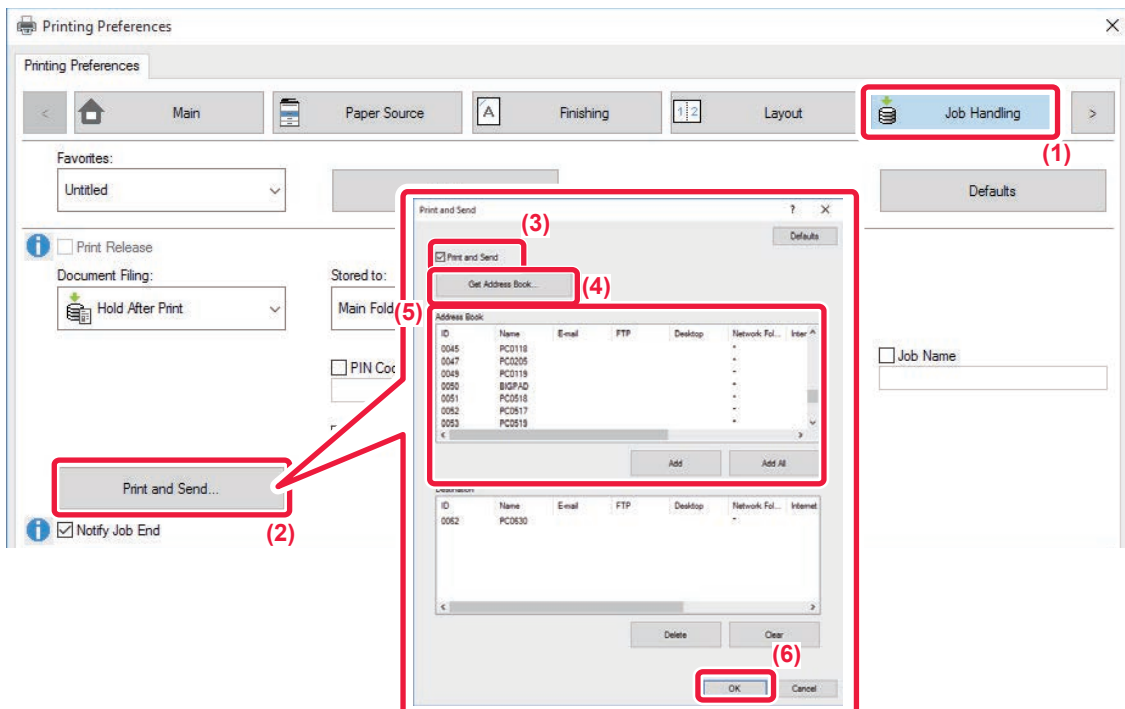 Printing Preferences
Printing Preferences
< Main Paper Source Finishing Layout Job Handling >
(1)
Favorites:
Untitled
Defaults
Print Release
Document Filing:
Hold After Print
Stored to:
Main Fold
PIN Coc
Job Name
Print and Send...
(2)
Notify Job End
Print and Send ?
Defaults
(3)
Print and Send
Get Address Book...
(4)
(5)
Address Book
ID Name E-mail FTP Desktop Network Fol... Inter
0045 PC0118 *
0047 PC0205 *
0049 PC0119 *
0050 BIGPAD *
0051 PC0518 *
0052 PC0517 *
0053 PC0519 *
< >
Add Add All
Destination
ID Name E-mail FTP Desktop Network Fol... Internet
0052 PC0530 *
< >
Delete Clear
(6)
OK Cancel